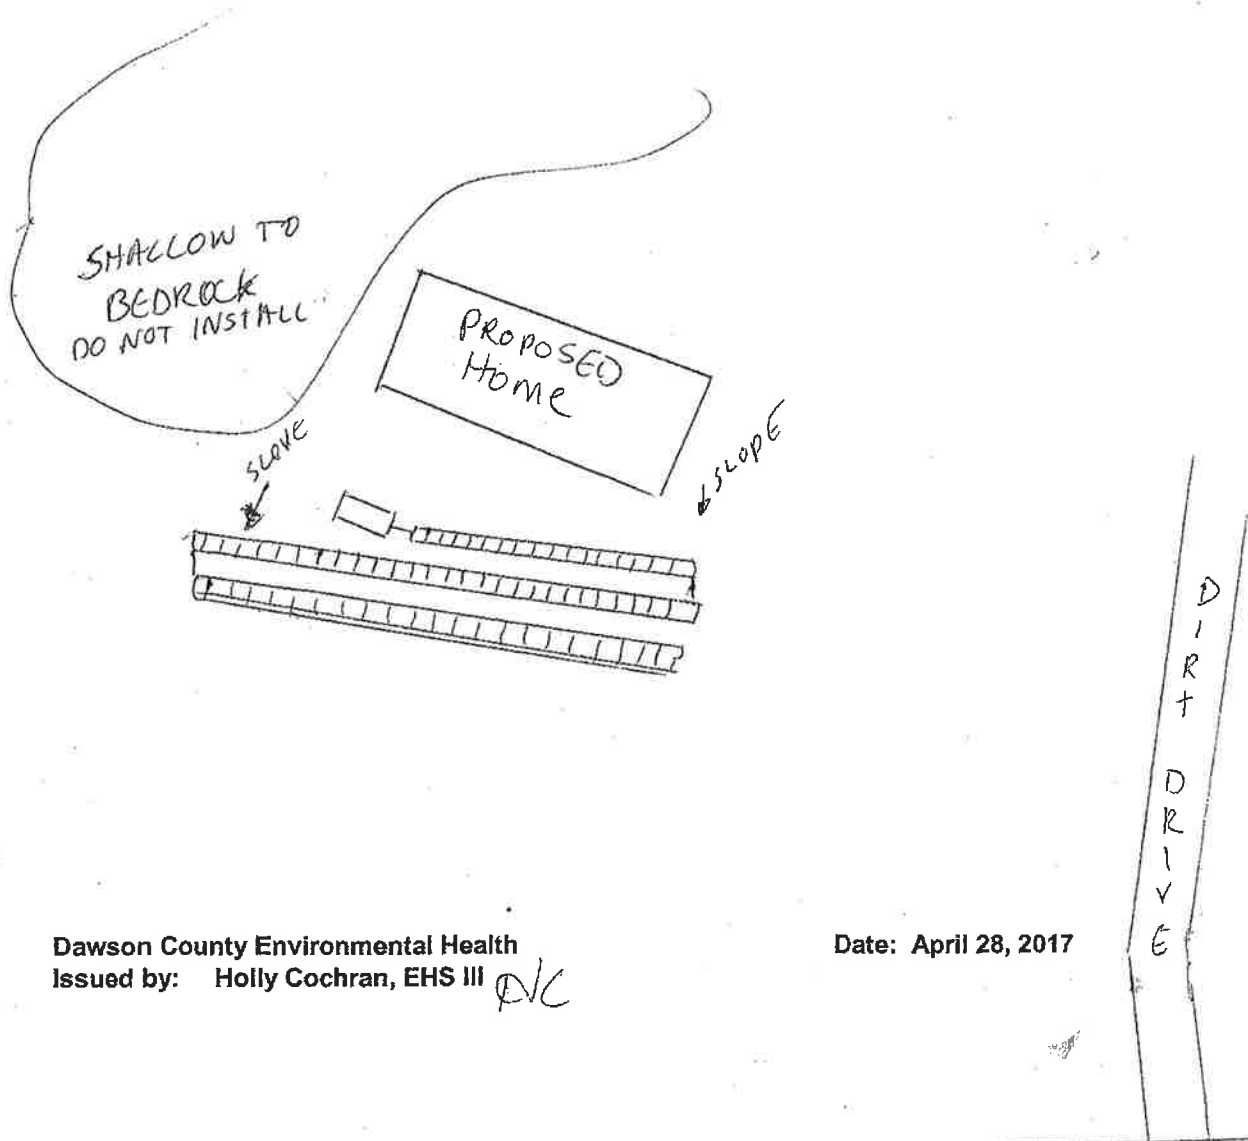 SHALLOW TO
BEDROCK
DO NOT INSTALL
PROPOSED
Home
SLOPE
SLOPE
DIRT DRIVE
Dawson County Environmental Health
Issued by: Holly Cochran, EHS III
Date: April 28, 2017